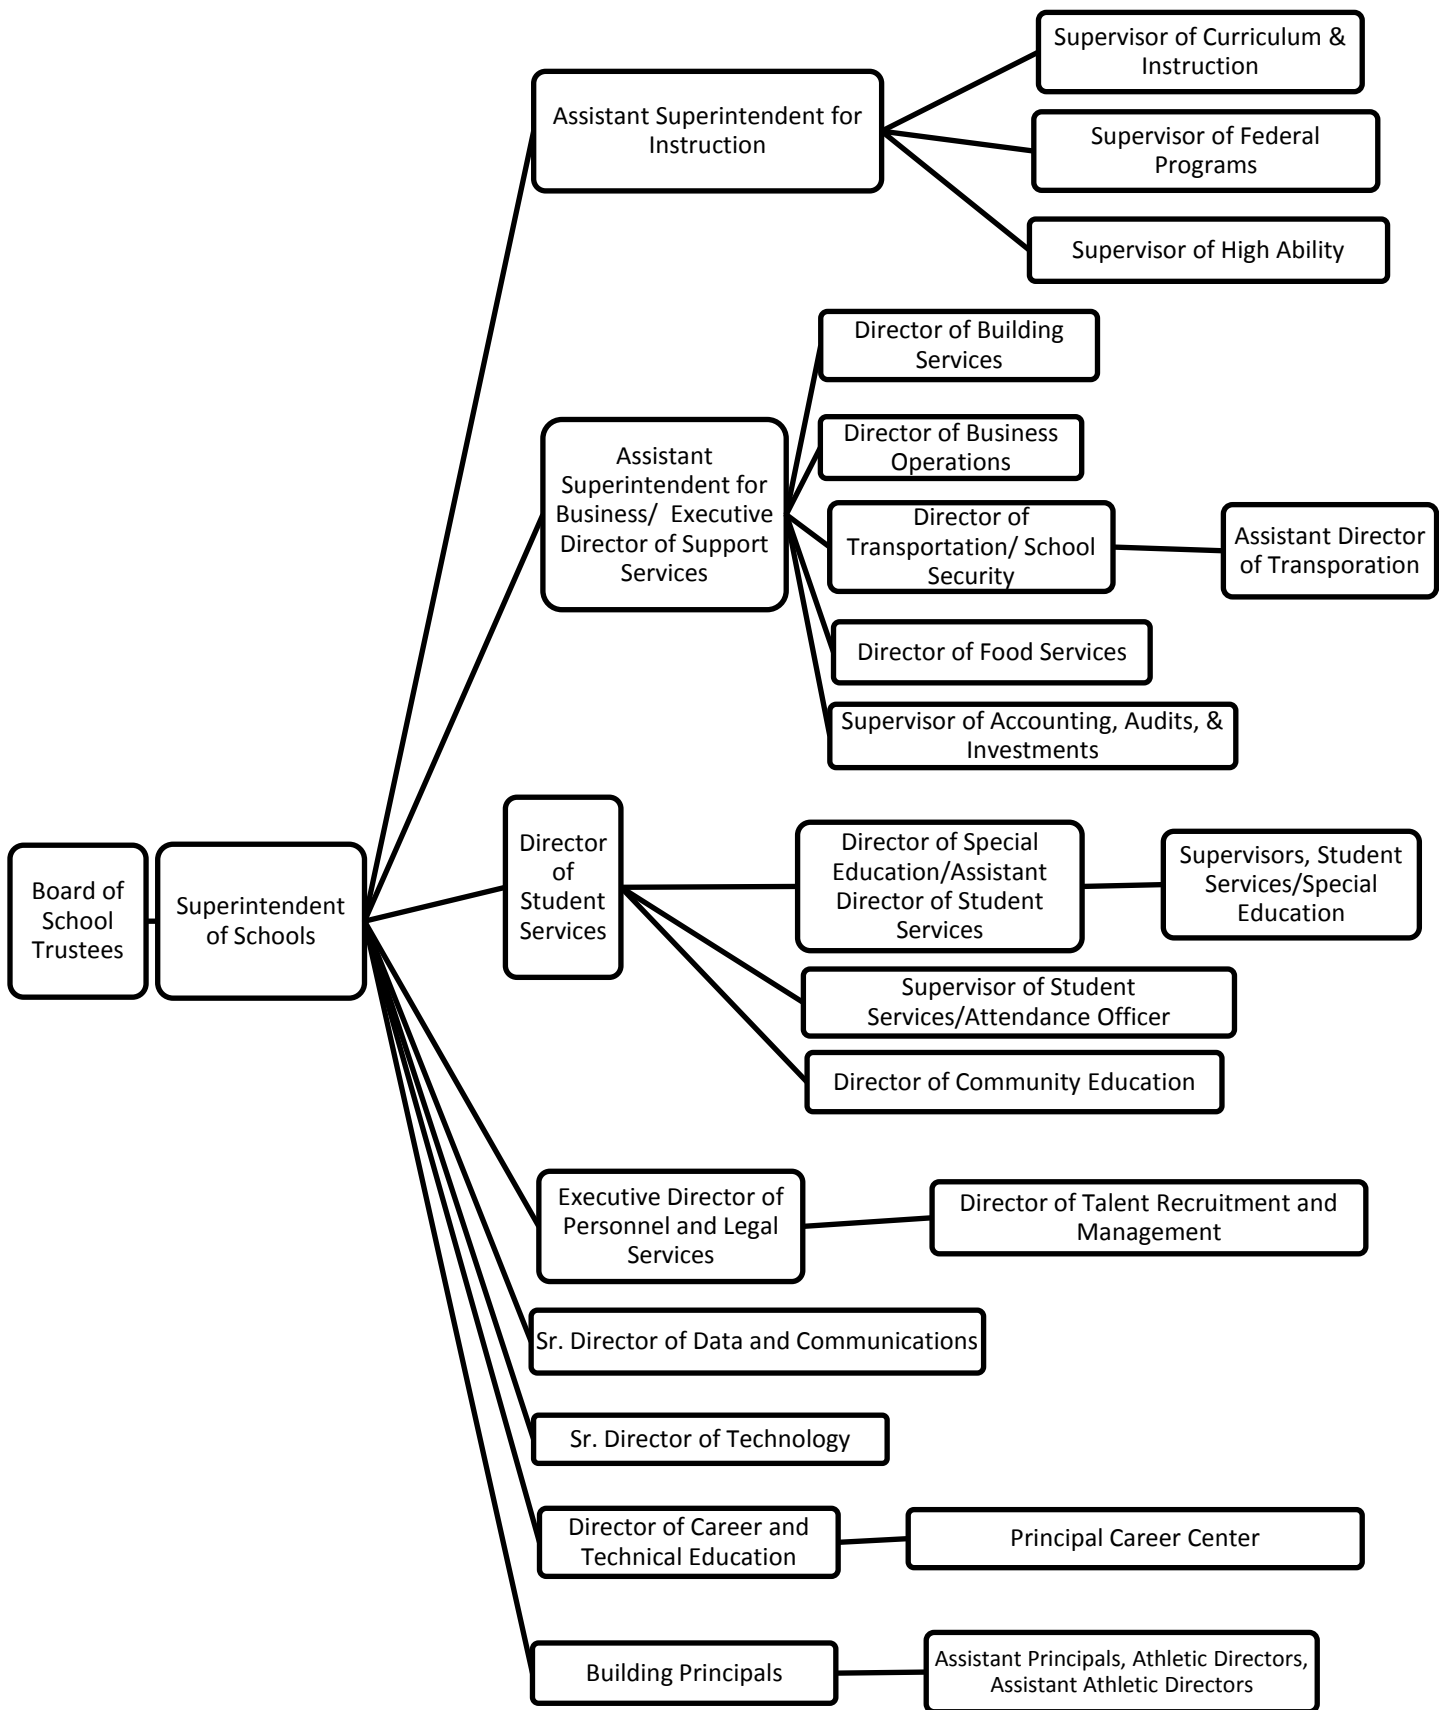 Supervisor of Curriculum &
Instruction
Assistant Superintendent for
Instruction
Supervisor of Federal
Programs
Supervisor of High Ability
Director of Building
Services
Director of Business
Operations
Assistant
Superintendent for
Business/  Executive
Director of Support
Services
Director of
Transportation/ School
Security
Assistant Director
of Transporation
Director of Food Services
Supervisor of Accounting, Audits, &
Investments
Board of
School
Trustees
Superintendent
of Schools
Director
of
Student
Services
Director of Special
Education/Assistant
Director of Student
Services
Supervisors, Student
Services/Special
Education
Supervisor of Student
Services/Attendance Officer
Director of Community Education
Executive Director of
Personnel and Legal
Services
Director of Talent Recruitment and
Management
Sr. Director of Data and Communications
Sr. Director of Technology
Director of Career and
Technical Education
Principal Career Center
Building Principals
Assistant Principals, Athletic Directors,
Assistant Athletic Directors